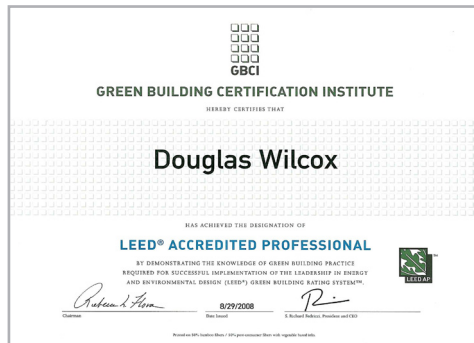 GBCI
GREEN BUILDING CERTIFICATION INSTITUTE
HEREBY CERTIFIES THAT
Douglas Wilcox
HAS ACHIEVED THE DESIGNATION OF
LEED® ACCREDITED PROFESSIONAL
BY DEMONSTRATING THE KNOWLEDGE OF GREEN BUILDING PRACTICE
REQUIRED FOR SUCCESSFUL IMPLEMENTATION OF THE LEADERSHIP IN ENERGY
AND ENVIRONMENTAL DESIGN (LEED®) GREEN BUILDING RATING SYSTEM™.
LEED AP
Rebecca L Flora
8/29/2008
Chairman
Date Issued
President and CEO